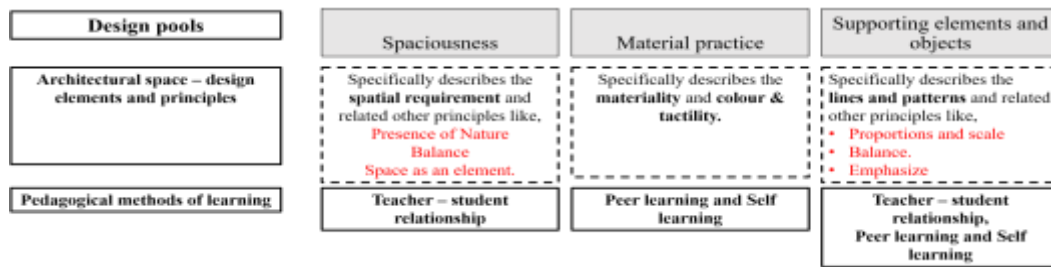 Design pools
Spaciousness
Material practice
Supporting elements and
objects
Architectural space – design
elements and principles
Specifically describes the
spatial requirement and
related other principles like,
Presence of Nature
Balance
Space as an element.
Specifically describes the
materiality and colour &
tactility.
Specifically describes the
lines and patterns and related
other principles like,
• Proportions and scale
• Balance.
• Emphasize
Pedagogical methods of learning
Teacher – student
relationship
Peer learning and Self
learning
Teacher – student
relationship,
Peer learning and Self
learning